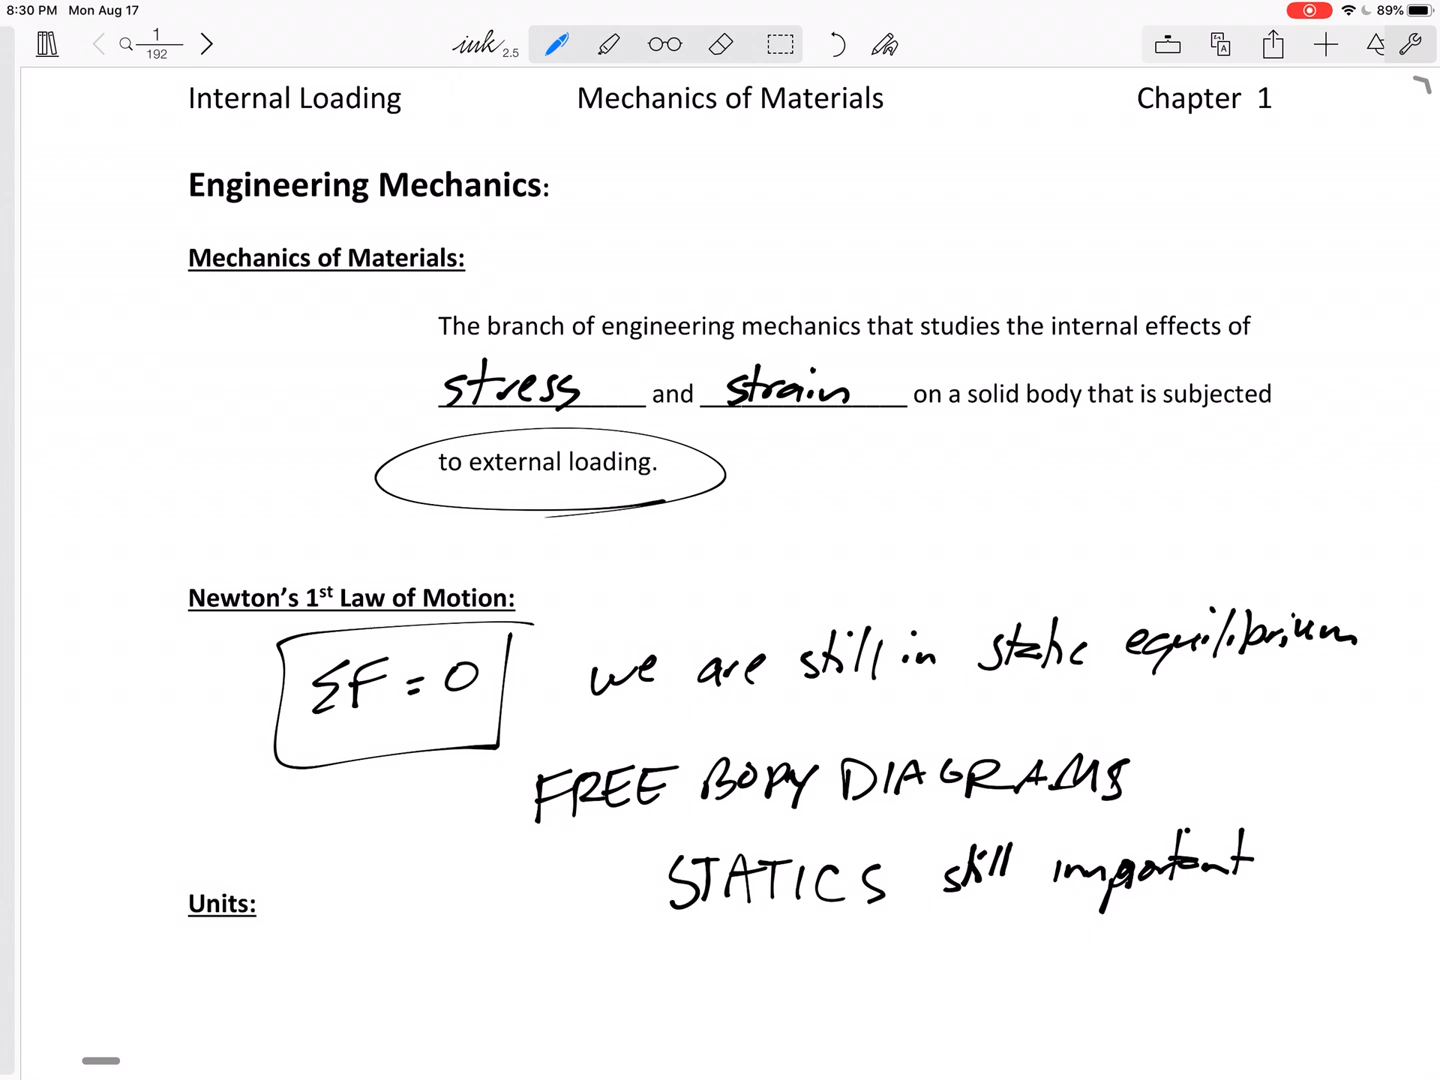 8:30 PM Mon Aug 17
89%
1
192
ink 2.5
Internal Loading Mechanics of Materials Chapter 1
Engineering Mechanics:
Mechanics of Materials:
The branch of engineering mechanics that studies the internal effects of
stress and strain on a solid body that is subjected
to external loading.
Newton's 1st Law of Motion:
ΣF = 0 we are still in static equilibrium
FREE BODY DIAGRAMS
STATICS still important
Units: